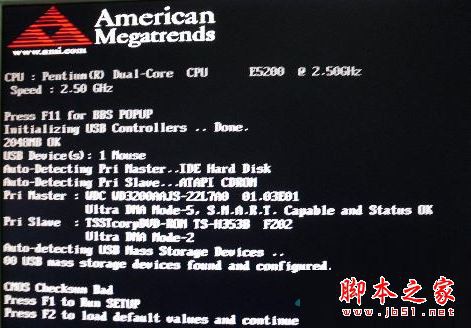 American
Megatrends
www.ami.com
CPU : Pentium(R) Dual-Core CPU E5200 @ 2.50GHz
Speed : 2.50 GHz
Press F11 for BBS POPUP
Initializing USB Controllers .. Done.
2048MB OK
USB Device(s): 1 Mouse
Auto-Detecting Pri Master..IDE Hard Disk
Auto-Detecting Pri Slave...ATAPI CDROM
Pri Master : WDC WD3200AAJS-22L7A0 01.03E01
Ultra DMA Mode-5, S.M.A.R.T. Capable and Status OK
Pri Slave : TSSTcorpDVD-ROM TS-H353B F202
Ultra DMA Mode-2
Auto-detecting USB Mass Storage Devices ..
00 USB mass storage devices found and configured.
CMOS Checksum Bad
Press F1 to Run SETUP
Press F2 to load default values and continue
脚本之家
www.jb51.net